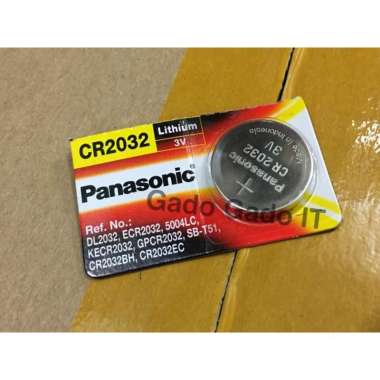 CR2032
Lithium
3V
Panasonic
Ref. No.:
DL2032, ECR2032, 5004LC,
KECR2032, GPCR2032, SB-T51,
CR2032BH, CR2032EC
Made in Indonesia
3V
CR 2032
Panasonic
+
Gado Gado IT